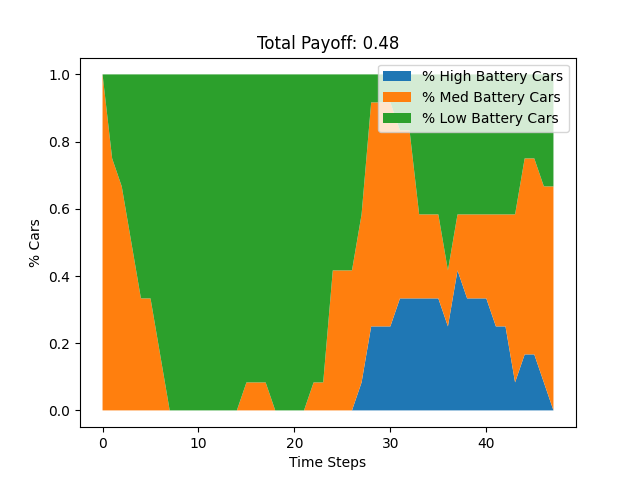 Total Payoff: 0.48
% High Battery Cars
% Med Battery Cars
% Low Battery Cars
1.0
0.8
0.6
0.4
0.2
0.0
% Cars
0
10
20
30
40
Time Steps